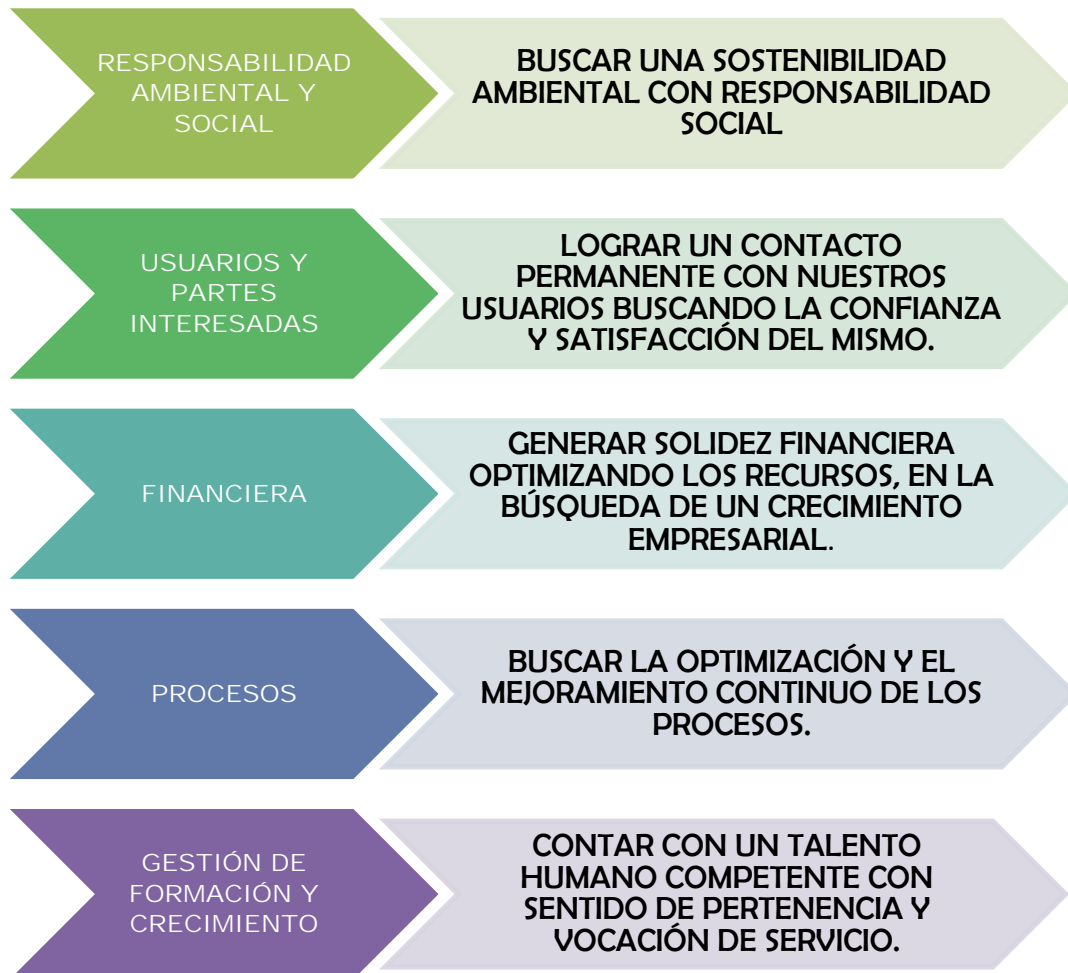 RESPONSABILIDAD
AMBIENTAL Y
SOCIAL
BUSCAR UNA SOSTENIBILIDAD
AMBIENTAL CON RESPONSABILIDAD
SOCIAL
USUARIOS Y
PARTES
INTERESADAS
LOGRAR UN CONTACTO
PERMANENTE CON NUESTROS
USUARIOS BUSCANDO LA CONFIANZA
Y SATISFACCIÓN DEL MISMO.
FINANCIERA
GENERAR SOLIDEZ FINANCIERA
OPTIMIZANDO LOS RECURSOS, EN LA
BÚSQUEDA DE UN CRECIMIENTO
EMPRESARIAL.
PROCESOS
BUSCAR LA OPTIMIZACIÓN Y EL
MEJORAMIENTO CONTINUO DE LOS
PROCESOS.
GESTIÓN DE
FORMACIÓN Y
CRECIMIENTO
CONTAR CON UN TALENTO
HUMANO COMPETENTE CON
SENTIDO DE PERTENENCIA Y
VOCACIÓN DE SERVICIO.